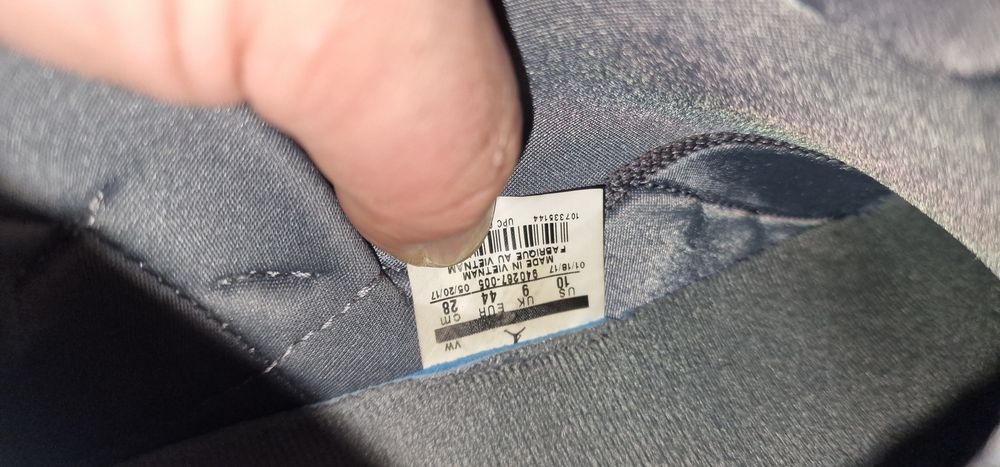 VW
US UK EUR cm
10 9 44 28
01/18/17 940267-005 05/20/17
MADE IN VIETNAM
FABRIQUE AU VIETNAM
UPC
107335144